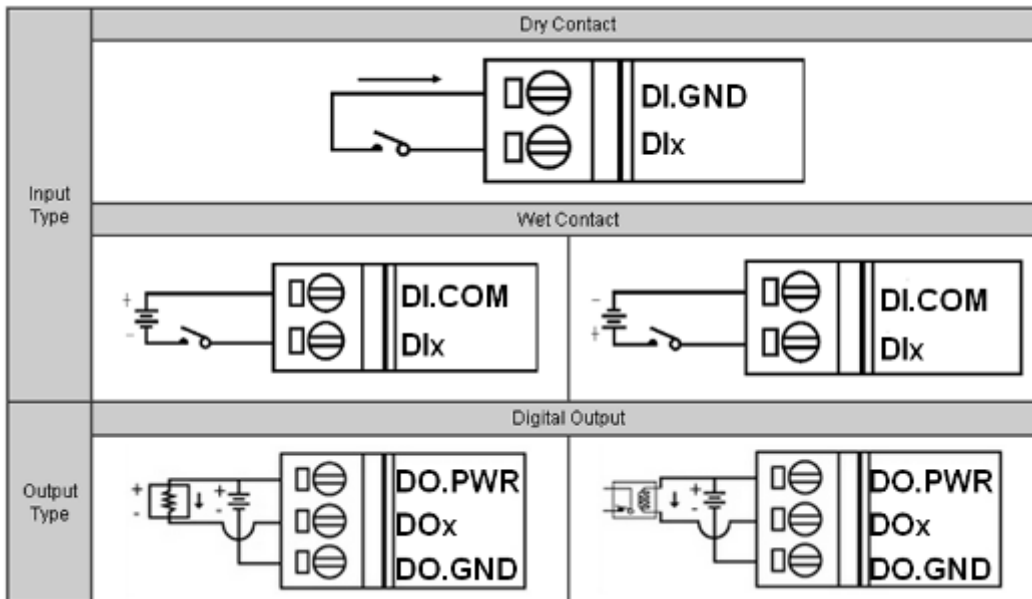 Dry Contact
DI.GND
DIx
Input
Type
Wet Contact
+
-
DI.COM
DIx
-
+
DI.COM
DIx
Digital Output
Output
Type
+
-
+
-
DO.PWR
DOx
DO.GND
+
-
DO.PWR
DOx
DO.GND